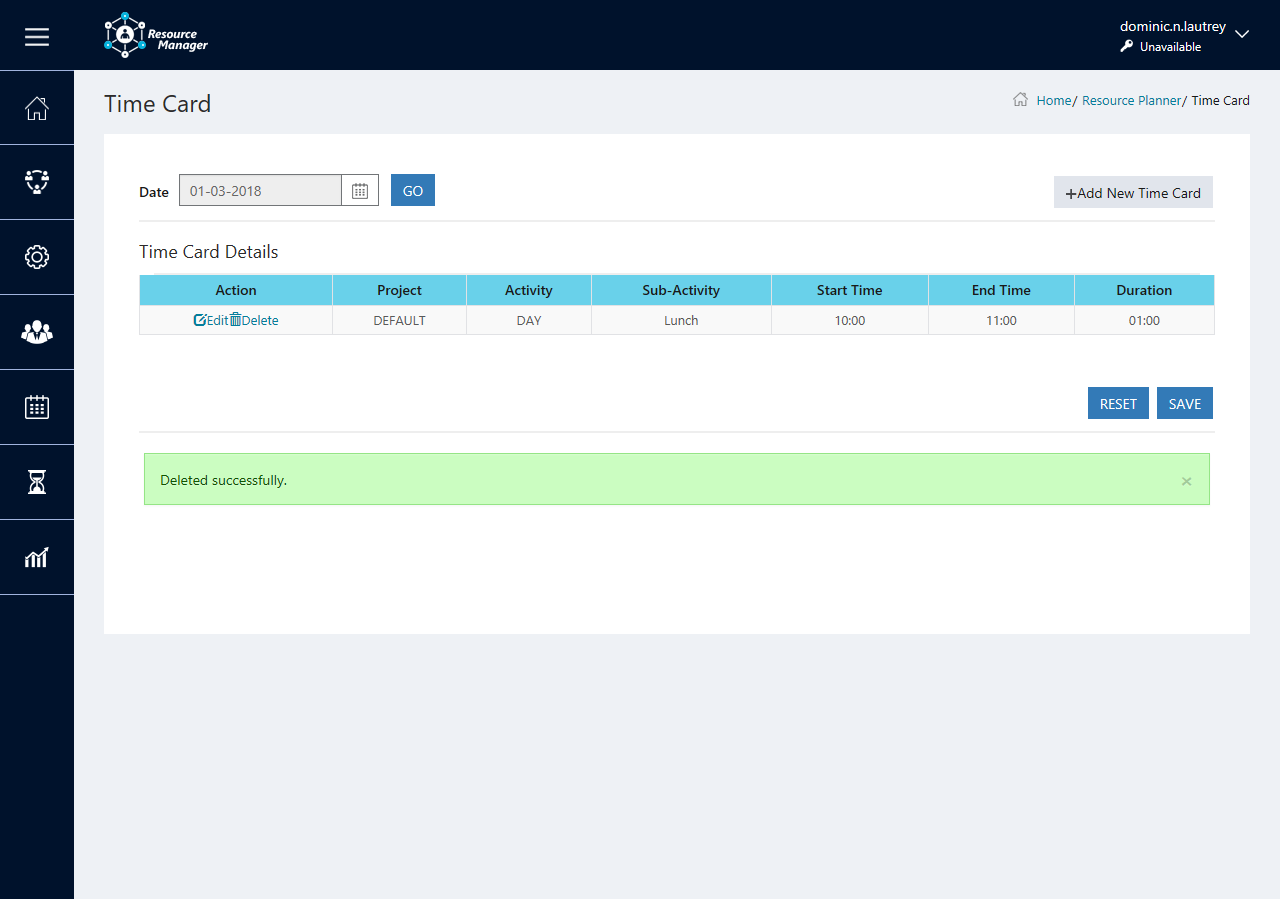 Resource
Manager
dominic.n.lautrey
Unavailable
Time Card
Home/ Resource Planner/ Time Card
Date 01-03-2018 GO +Add New Time Card
Time Card Details
Action Project Activity Sub-Activity Start Time End Time Duration
Edit Delete DEFAULT DAY Lunch 10:00 11:00 01:00
RESET SAVE
Deleted successfully. ×